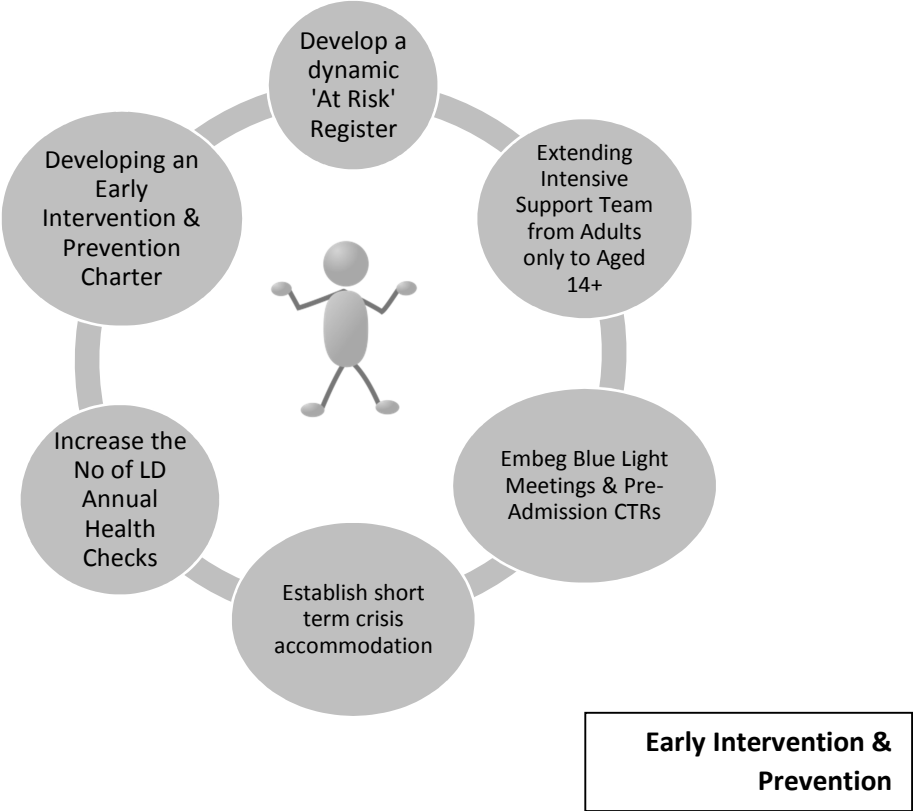 Develop a
dynamic
'At Risk'
Register
Extending
Intensive
Support Team
from Adults
only to Aged
14+
Embeg Blue Light
Meetings & Pre-
Admission CTRs
Establish short
term crisis
accommodation
Increase the
No of LD
Annual
Health
Checks
Developing an
Early
Intervention &
Prevention
Charter
Early Intervention &
Prevention